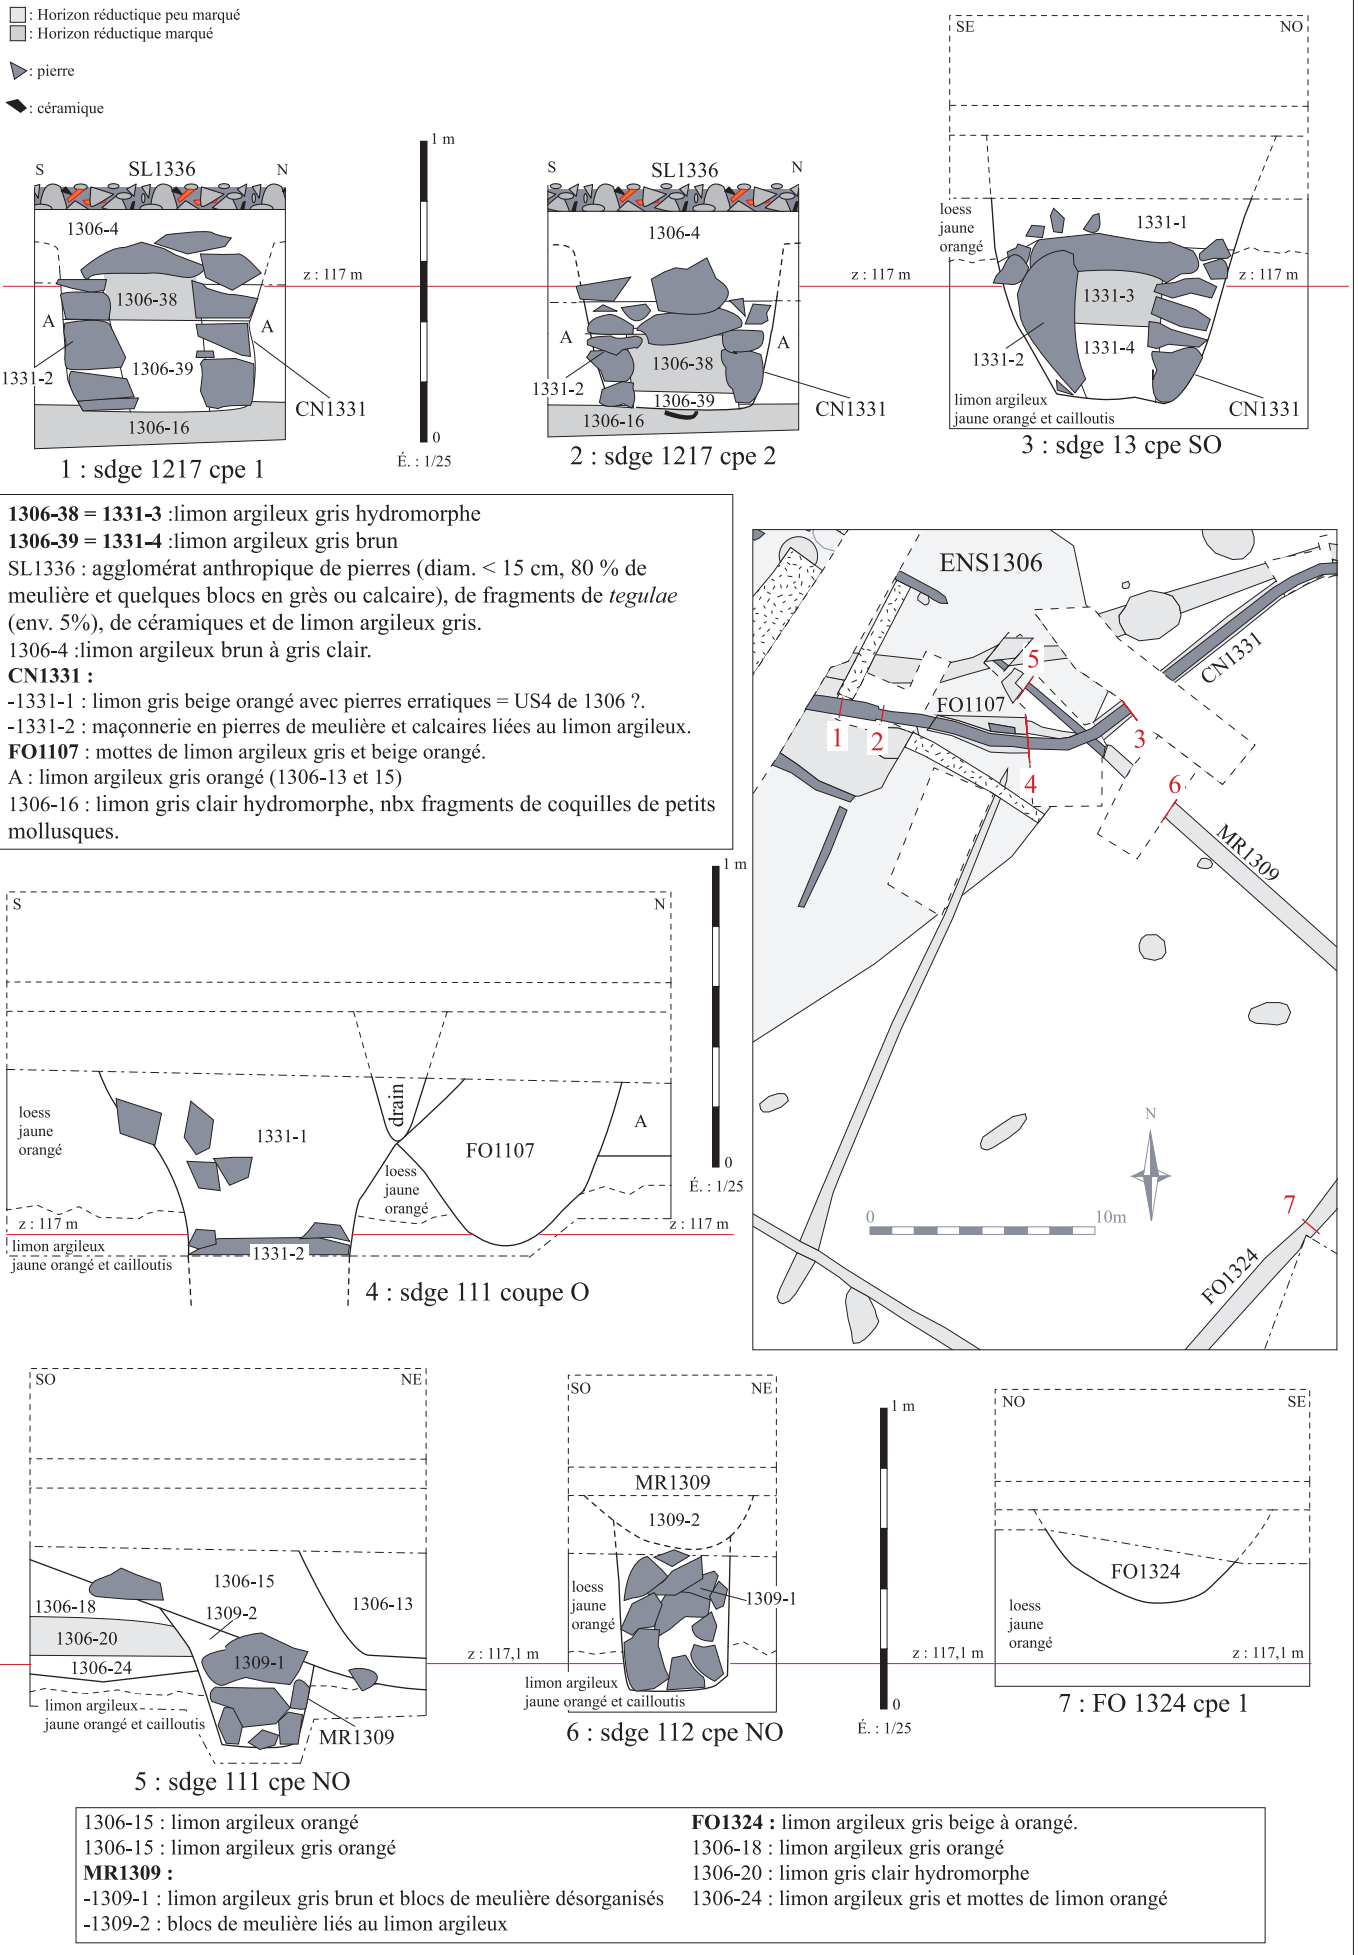 : Horizon réductique peu marqué
: Horizon réductique marqué
: pierre
: céramique
S
SL1336
N
1306-4
z : 117 m
1306-38
A
A
1306-39
1331-2
CN1331
1306-16
1 : sdge 1217 cpe 1
1 m
0
É. : 1/25
S
SL1336
N
1306-4
z : 117 m
A
A
1306-38
1331-2
1306-39
CN1331
1306-16
2 : sdge 1217 cpe 2
SE
NO
loess
jaune
orangé
1331-1
z : 117 m
1331-3
1331-2
1331-4
limon argileux
jaune orangé et cailloutis
CN1331
3 : sdge 13 cpe SO
1306-38 = 1331-3 :limon argileux gris hydromorphe
1306-39 = 1331-4 :limon argileux gris brun
SL1336 : agglomérat anthropique de pierres (diam. < 15 cm, 80 % de
meulière et quelques blocs en grès ou calcaire), de fragments de tegulae
(env. 5%), de céramiques et de limon argileux gris.
1306-4 :limon argileux brun à gris clair.
CN1331 :
-1331-1 : limon gris beige orangé avec pierres erratiques = US4 de 1306 ?.
-1331-2 : maçonnerie en pierres de meulière et calcaires liées au limon argileux.
FO1107 : mottes de limon argileux gris et beige orangé.
A : limon argileux gris orangé (1306-13 et 15)
1306-16 : limon gris clair hydromorphe, nbx fragments de coquilles de petits
mollusques.
ENS1306
CN1331
5
FO1107
1
2
3
4
6
MR1309
N
0
10m
7
FO1324
S
N
1 m
0
É. : 1/25
loess
jaune
orangé
1331-1
drain
FO1107
A
loess
jaune
orangé
z : 117 m
z : 117 m
limon argileux
jaune orangé et cailloutis
1331-2
4 : sdge 111 coupe O
SO
NE
1306-15
1306-18
1309-2
1306-13
1306-20
1306-24
1309-1
z : 117,1 m
limon argileux
jaune orangé et cailloutis
MR1309
5 : sdge 111 cpe NO
SO
NE
MR1309
1309-2
loess
jaune
orangé
1309-1
limon argileux
jaune orangé et cailloutis
6 : sdge 112 cpe NO
1 m
z : 117,1 m
0
É. : 1/25
NO
SE
FO1324
loess
jaune
orangé
z : 117,1 m
7 : FO 1324 cpe 1
1306-15 : limon argileux orangé
1306-15 : limon argileux gris orangé
MR1309 :
-1309-1 : limon argileux gris brun et blocs de meulière désorganisés
-1309-2 : blocs de meulière liés au limon argileux
FO1324 : limon argileux gris beige à orangé.
1306-18 : limon argileux gris orangé
1306-20 : limon gris clair hydromorphe
1306-24 : limon argileux gris et mottes de limon orangé